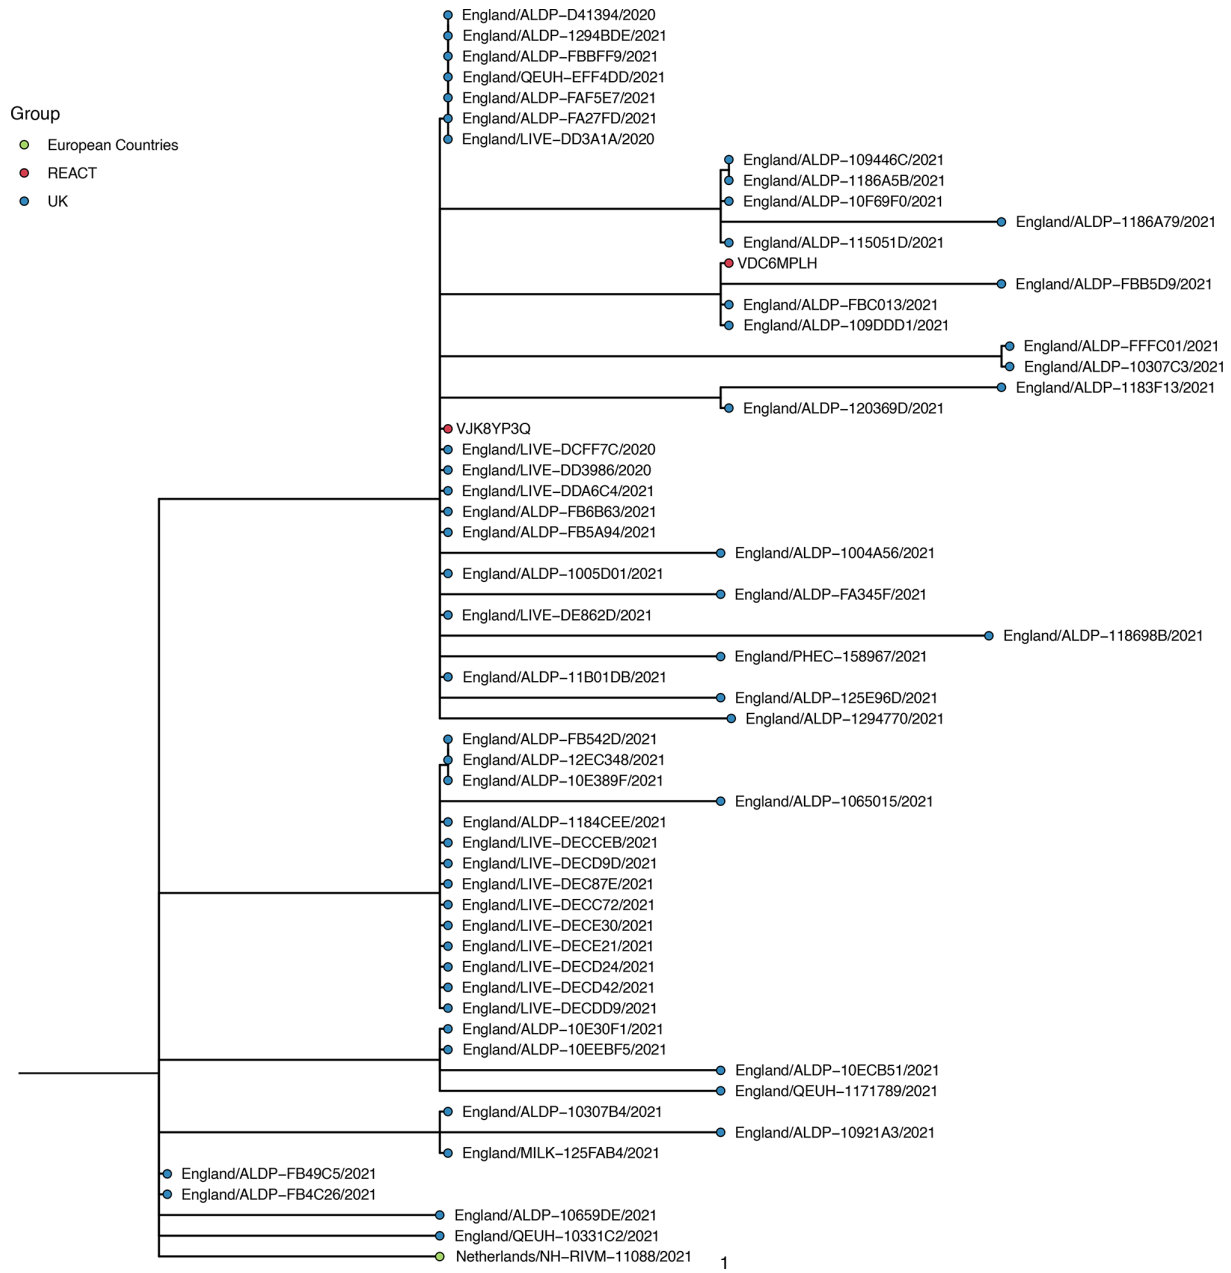 England/ALDP−D41394/2020
England/ALDP−1294BDE/2021
England/ALDP−FBBFF9/2021
England/QEUH−EFF4DD/2021
England/ALDP−FAF5E7/2021
England/ALDP−FA27FD/2021
England/LIVE−DD3A1A/2020
Group
European Countries
REACT
UK
England/ALDP−109446C/2021
England/ALDP−1186A5B/2021
England/ALDP−10F69F0/2021
England/ALDP−1186A79/2021
England/ALDP−115051D/2021
VDC6MPLH
England/ALDP−FBB5D9/2021
England/ALDP−FBC013/2021
England/ALDP−109DDD1/2021
England/ALDP−FFFC01/2021
England/ALDP−10307C3/2021
England/ALDP−1183F13/2021
England/ALDP−120369D/2021
VJK8YP3Q
England/LIVE−DCFF7C/2020
England/LIVE−DD3986/2020
England/LIVE−DDA6C4/2021
England/ALDP−FB6B63/2021
England/ALDP−FB5A94/2021
England/ALDP−1004A56/2021
England/ALDP−1005D01/2021
England/ALDP−FA345F/2021
England/LIVE−DE862D/2021
England/ALDP−118698B/2021
England/PHEC−158967/2021
England/ALDP−11B01DB/2021
England/ALDP−125E96D/2021
England/ALDP−1294770/2021
England/ALDP−FB542D/2021
England/ALDP−12EC348/2021
England/ALDP−10E389F/2021
England/ALDP−1065015/2021
England/ALDP−1184CEE/2021
England/LIVE−DECCEB/2021
England/LIVE−DECD9D/2021
England/LIVE−DEC87E/2021
England/LIVE−DECC72/2021
England/LIVE−DECE30/2021
England/LIVE−DECE21/2021
England/LIVE−DECD24/2021
England/LIVE−DECD42/2021
England/LIVE−DECDD9/2021
England/ALDP−10E30F1/2021
England/ALDP−10EEBF5/2021
England/ALDP−10ECB51/2021
England/QEUH−1171789/2021
England/ALDP−10307B4/2021
England/ALDP−10921A3/2021
England/MILK−125FAB4/2021
England/ALDP−FB49C5/2021
England/ALDP−FB4C26/2021
England/ALDP−10659DE/2021
England/QEUH−10331C2/2021
Netherlands/NH−RIVM−11088/2021
1